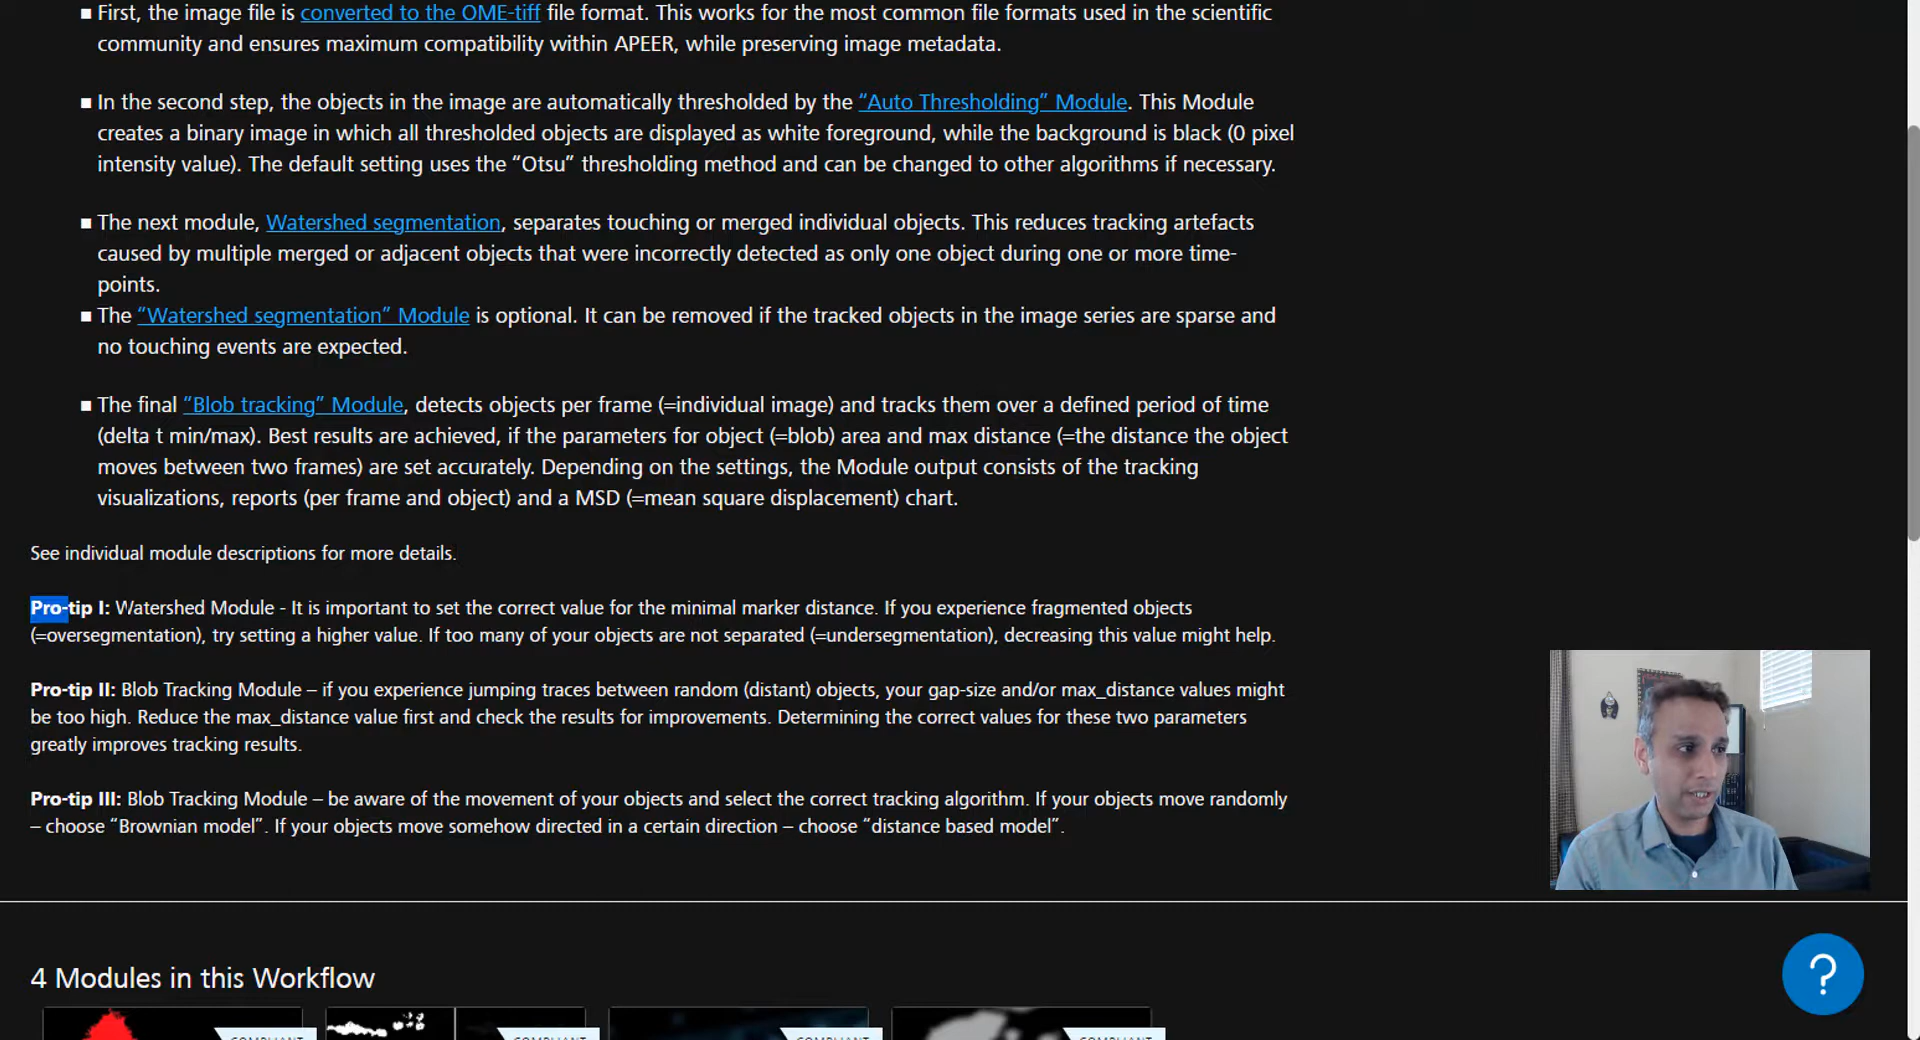 ■ First, the image file is converted to the OME-tiff file format. This works for the most common file formats used in the scientific
community and ensures maximum compatibility within APEER, while preserving image metadata.
■ In the second step, the objects in the image are automatically thresholded by the “Auto Thresholding” Module. This Module
creates a binary image in which all thresholded objects are displayed as white foreground, while the background is black (0 pixel
intensity value). The default setting uses the “Otsu” thresholding method and can be changed to other algorithms if necessary.
■ The next module, Watershed segmentation, separates touching or merged individual objects. This reduces tracking artefacts
caused by multiple merged or adjacent objects that were incorrectly detected as only one object during one or more time-
points.
■ The “Watershed segmentation” Module is optional. It can be removed if the tracked objects in the image series are sparse and
no touching events are expected.
■ The final “Blob tracking” Module, detects objects per frame (=individual image) and tracks them over a defined period of time
(delta t min/max). Best results are achieved, if the parameters for object (=blob) area and max distance (=the distance the object
moves between two frames) are set accurately. Depending on the settings, the Module output consists of the tracking
visualizations, reports (per frame and object) and a MSD (=mean square displacement) chart.
See individual module descriptions for more details.
Pro-tip I: Watershed Module - It is important to set the correct value for the minimal marker distance. If you experience fragmented objects
(=oversegmentation), try setting a higher value. If too many of your objects are not separated (=undersegmentation), decreasing this value might help.
Pro-tip II: Blob Tracking Module – if you experience jumping traces between random (distant) objects, your gap-size and/or max_distance values might
be too high. Reduce the max_distance value first and check the results for improvements. Determining the correct values for these two parameters
greatly improves tracking results.
Pro-tip III: Blob Tracking Module – be aware of the movement of your objects and select the correct tracking algorithm. If your objects move randomly
– choose “Brownian model”. If your objects move somehow directed in a certain direction – choose “distance based model”.
?
4 Modules in this Workflow
COMPLIANT COMPLIANT COMPLIANT COMPLIANT